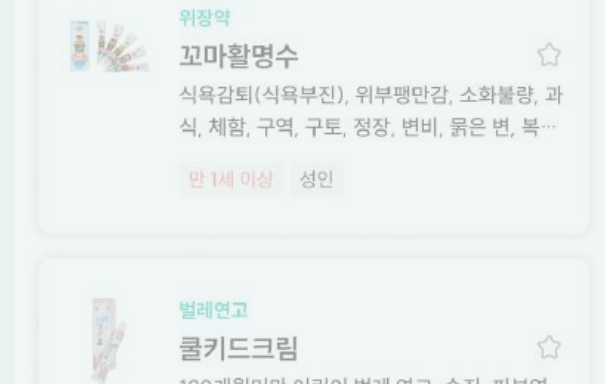 위장약
꼬마활명수
식욕감퇴(식욕부진), 위부팽만감, 소화불량, 과
식, 체함, 구역, 구토, 정장, 변비, 묽은 변, 복…
만 1세 이상 성인
벌레연고
쿨키드크림